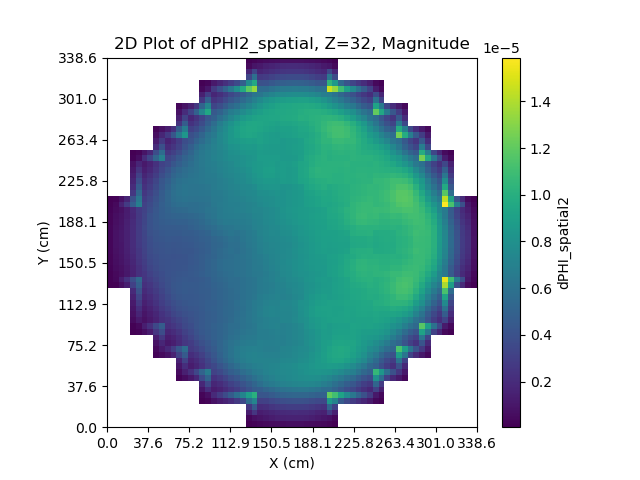 2D Plot of dPHI2_spatial, Z=32, Magnitude
1e−5
338.6
301.0
263.4
225.8
188.1
150.5
112.9
75.2
37.6
0.0
Y (cm)
0.0 37.6 75.2 112.9 150.5 188.1 225.8 263.4 301.0 338.6
X (cm)
1.4
1.2
1.0
0.8
0.6
0.4
0.2
dPHI_spatial2